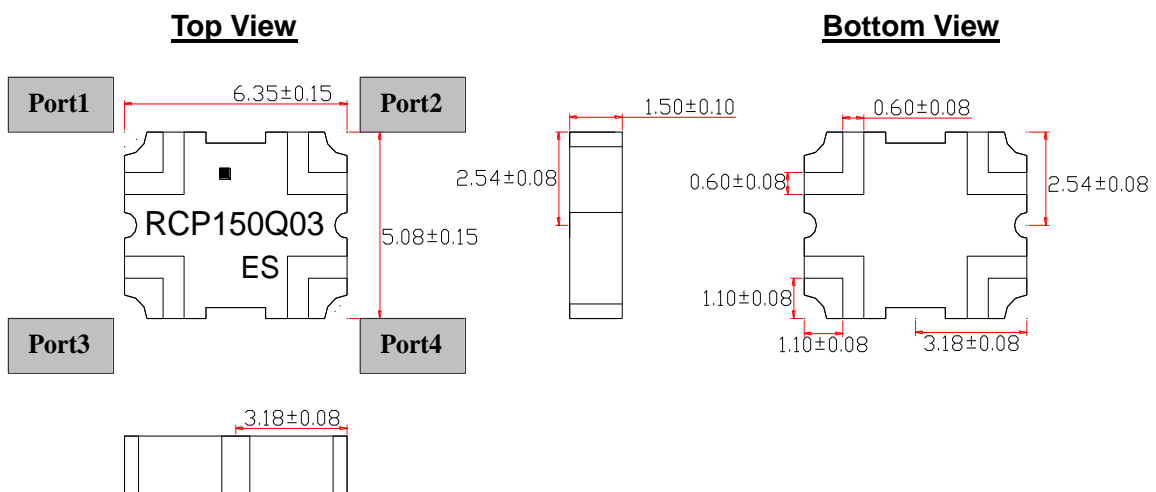 Top View
Bottom View
Port1
6.35±0.15
Port2
1.50±0.10
0.60±0.08
2.54±0.08
0.60±0.08
2.54±0.08
RCP150Q03
5.08±0.15
ES
1.10±0.08
Port3
Port4
1.10±0.08
3.18±0.08
3.18±0.08